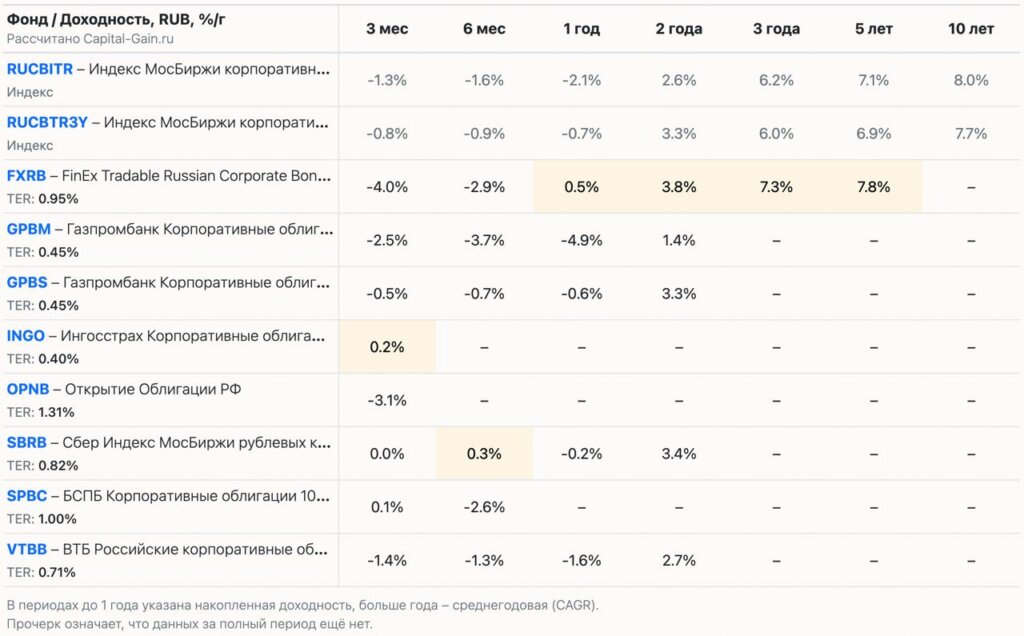 Фонд / Доходность, RUB, %/г 3 мес 6 мес 1 год 2 года 3 года 5 лет 10 лет
Рассчитано Capital-Gain.ru
RUCBITR – Индекс МосБиржи корпоративн...
Индекс
-1.3% -1.6% -2.1% 2.6% 6.2% 7.1% 8.0%
RUCBTR3Y – Индекс МосБиржи корпорати...
Индекс
-0.8% -0.9% -0.7% 3.3% 6.0% 6.9% 7.7%
FXRB – FinEx Tradable Russian Corporate Bon...
TER: 0.95%
-4.0% -2.9% 0.5% 3.8% 7.3% 7.8% –
GPBM – Газпромбанк Корпоративные облиг...
TER: 0.45%
-2.5% -3.7% -4.9% 1.4% – – –
GPBS – Газпромбанк Корпоративные облиг...
TER: 0.45%
-0.5% -0.7% -0.6% 3.3% – – –
INGO – Ингосстрах Корпоративные облига...
TER: 0.40%
0.2% – – – – – –
OPNB – Открытие Облигации РФ
TER: 1.31%
-3.1% – – – – – –
SBRB – Сбер Индекс МосБиржи рублевых к...
TER: 0.82%
0.0% 0.3% -0.2% 3.4% – – –
SPBC – БСПБ Корпоративные облигации 10...
TER: 1.00%
0.1% -2.6% – – – – –
VTBB – ВТБ Российские корпоративные об...
TER: 0.71%
-1.4% -1.3% -1.6% 2.7% – – –
В периодах до 1 года указана накопленная доходность, больше года – среднегодовая (CAGR).
Прочерк означает, что данных за полный период ещё нет.